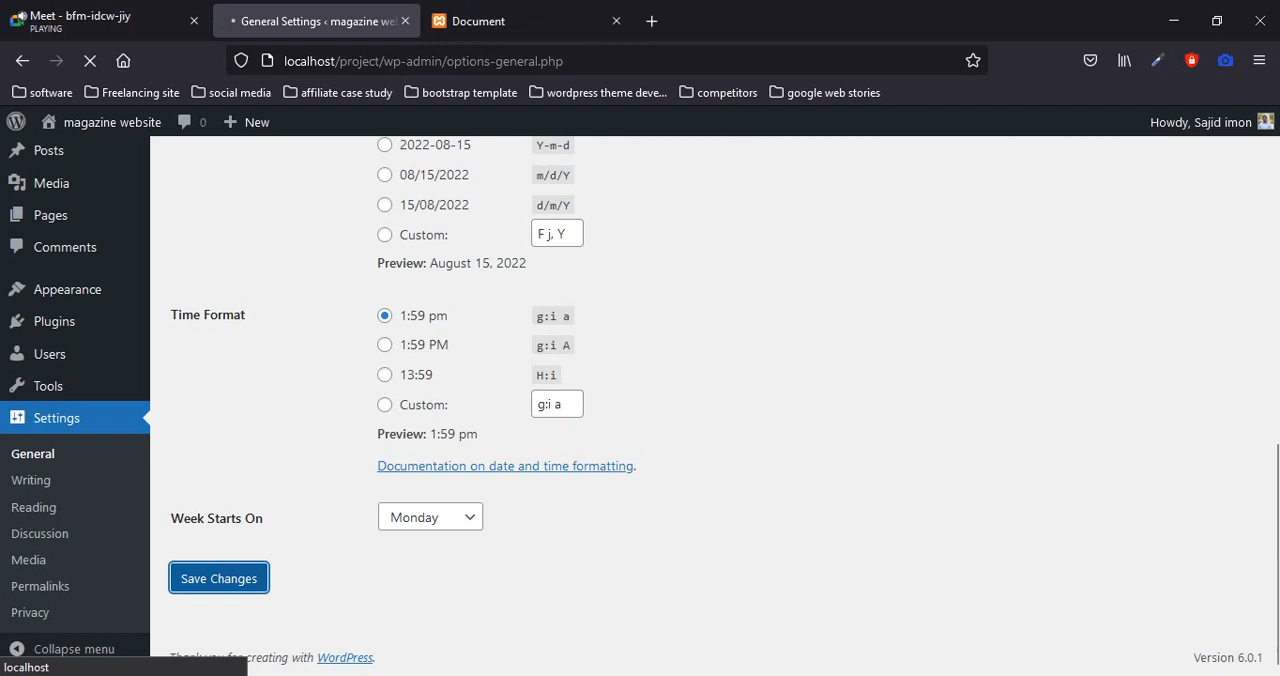 Meet - bfm-idcw-jiy
PLAYING
General Settings ‹ magazine we
Document
localhost/project/wp-admin/options-general.php
software
Freelancing site
social media
affiliate case study
bootstrap template
wordpress theme deve...
competitors
google web stories
magazine website
0
New
Howdy, Sajid imon
Posts
Media
Pages
Comments
Appearance
Plugins
Users
Tools
Settings
General
Writing
Reading
Discussion
Media
Permalinks
Privacy
Collapse menu
localhost
2022-08-15 Y-m-d
08/15/2022 m/d/Y
15/08/2022 d/m/Y
Custom: F j, Y
Preview: August 15, 2022
Time Format
1:59 pm g:i a
1:59 PM g:i A
13:59 H:i
Custom: g:i a
Preview: 1:59 pm
Documentation on date and time formatting.
Week Starts On
Monday
Save Changes
Thank you for creating with WordPress.
Version 6.0.1